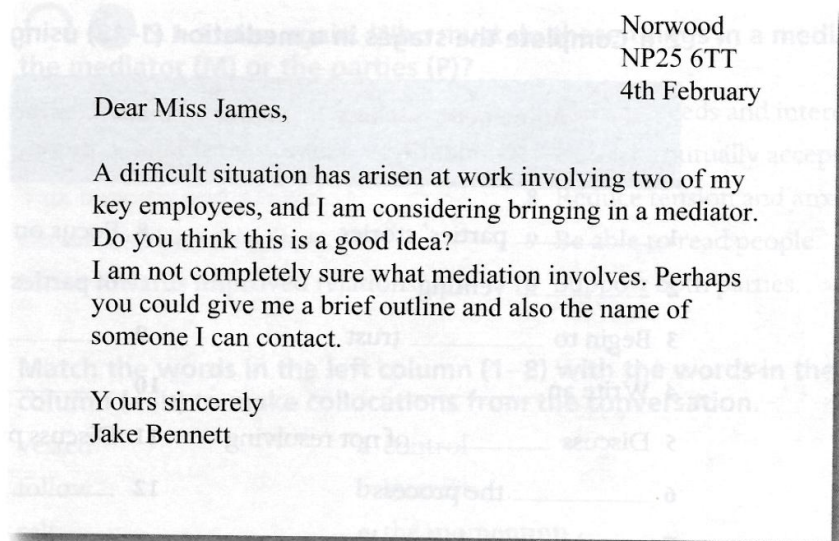 Norwood
NP25 6TT
4th February
Dear Miss James,
A difficult situation has arisen at work involving two of my
key employees, and I am considering bringing in a mediator.
Do you think this is a good idea?
I am not completely sure what mediation involves. Perhaps
you could give me a brief outline and also the name of
someone I can contact.
Yours sincerely
Jake Bennett